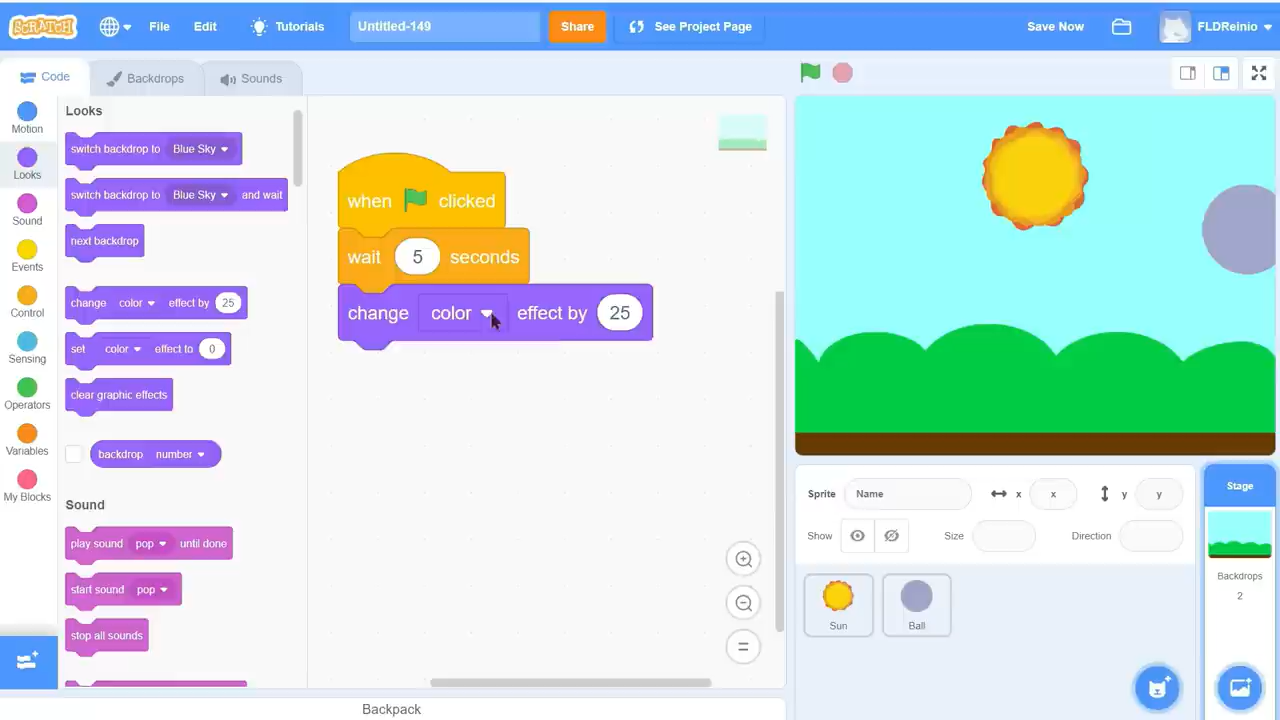 SCRATCH
File
Edit
Tutorials
Untitled-149
Share
See Project Page
Save Now
FLDReinio
Code
Backdrops
Sounds
Motion
Looks
Sound
Events
Control
Sensing
Operators
Variables
My Blocks
Looks
switch backdrop to Blue Sky
switch backdrop to Blue Sky and wait
next backdrop
change color effect by 25
set color effect to 0
clear graphic effects
backdrop number
Sound
play sound pop until done
start sound pop
stop all sounds
when clicked
wait 5 seconds
change color effect by 25
Backpack
Sprite Name x x y y
Show Size Direction
Sun
Ball
Stage
Backdrops
2